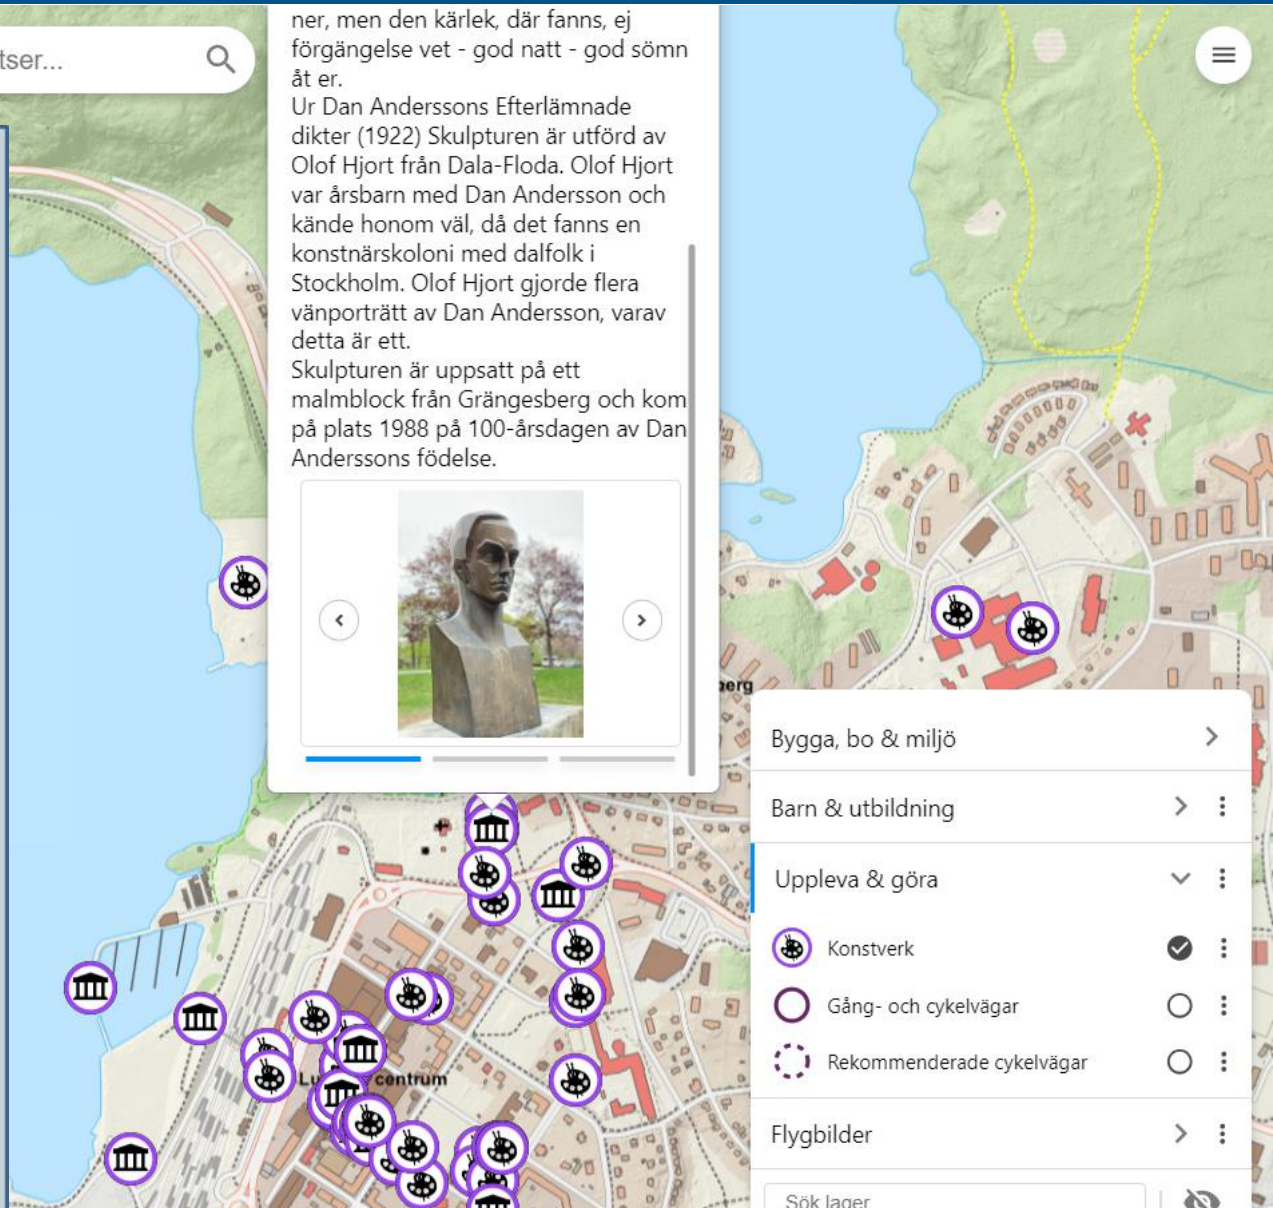 tser...
ner, men den kärlek, där fanns, ej
förgängelse vet - god natt - god sömn
åt er.
Ur Dan Anderssons Efterlämnade
dikter (1922) Skulpturen är utförd av
Olof Hjort från Dala-Floda. Olof Hjort
var årsbarn med Dan Andersson och
kände honom väl, då det fanns en
konstnärskoloni med dalfolk i
Stockholm. Olof Hjort gjorde flera
vänporträtt av Dan Andersson, varav
detta är ett.
Skulpturen är uppsatt på ett
malmblock från Grängesberg och kom
på plats 1988 på 100-årsdagen av Dan
Anderssons födelse.
berg
centrum
Bygga, bo & miljö
Barn & utbildning
Uppleva & göra
Konstverk
Gång- och cykelvägar
Rekommenderade cykelvägar
Flygbilder
Sök lager